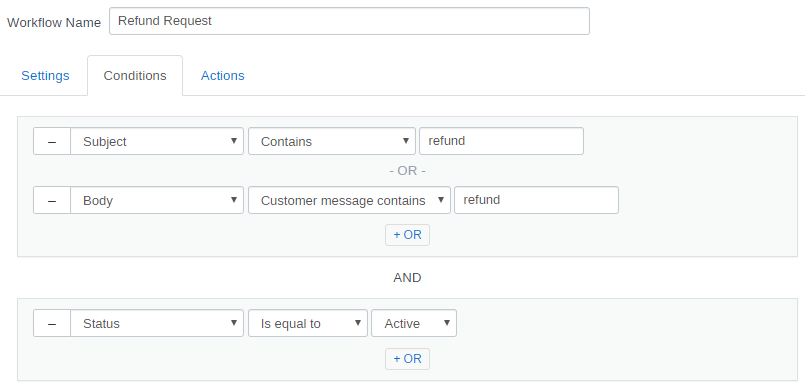 Workflow Name Refund Request
Settings Conditions Actions
– Subject Contains refund
- OR -
– Body Customer message contains refund
+ OR
AND
– Status Is equal to Active
+ OR